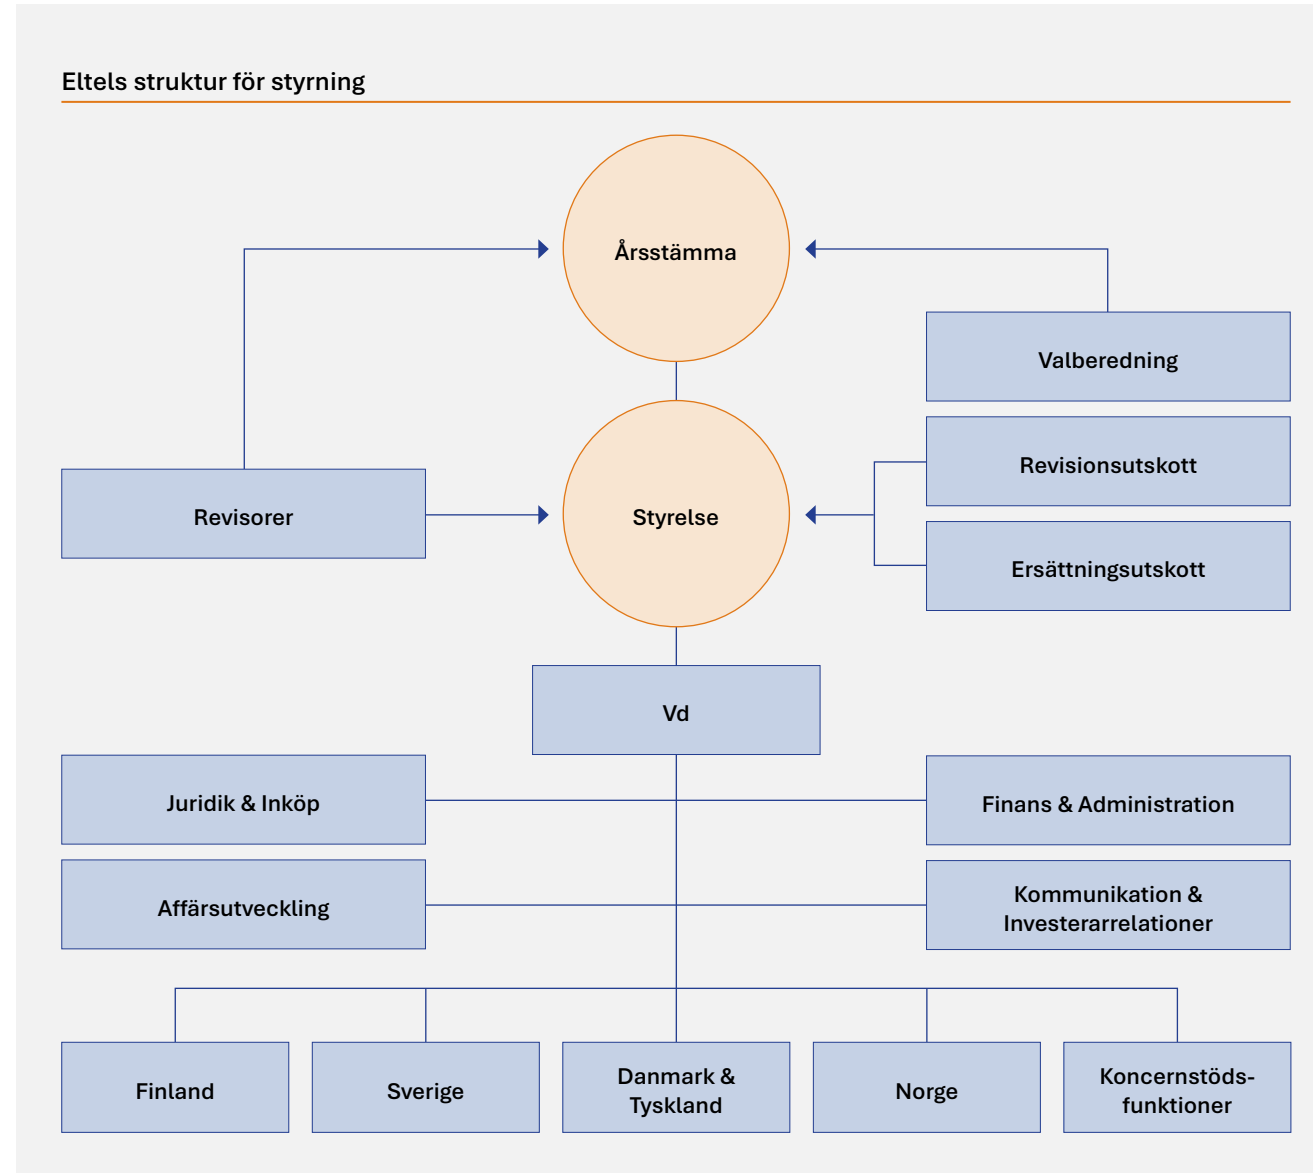 Eltels struktur för styrning
Årsstämma
Valberedning
Revisionsutskott
Revisorer
Styrelse
Ersättningsutskott
Vd
Juridik & Inköp
Finans & Administration
Affärsutveckling
Kommunikation &
Investerarrelationer
Finland
Sverige
Danmark &
Tyskland
Norge
Koncernstöds-
funktioner